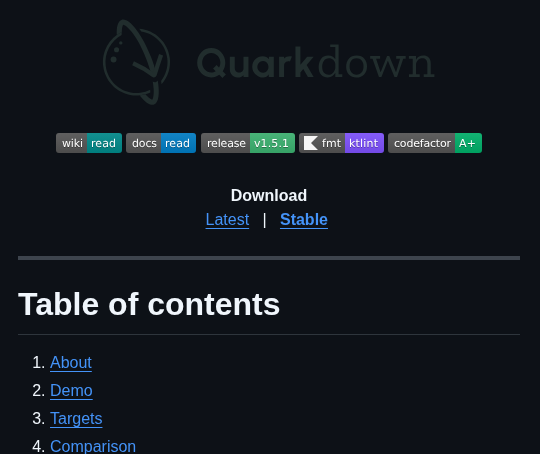 Quarkdown
wiki read docs read release v1.5.1 fmt ktlint codefactor A+
Download
Latest | Stable
Table of contents
1. About
2. Demo
3. Targets
4. Comparison